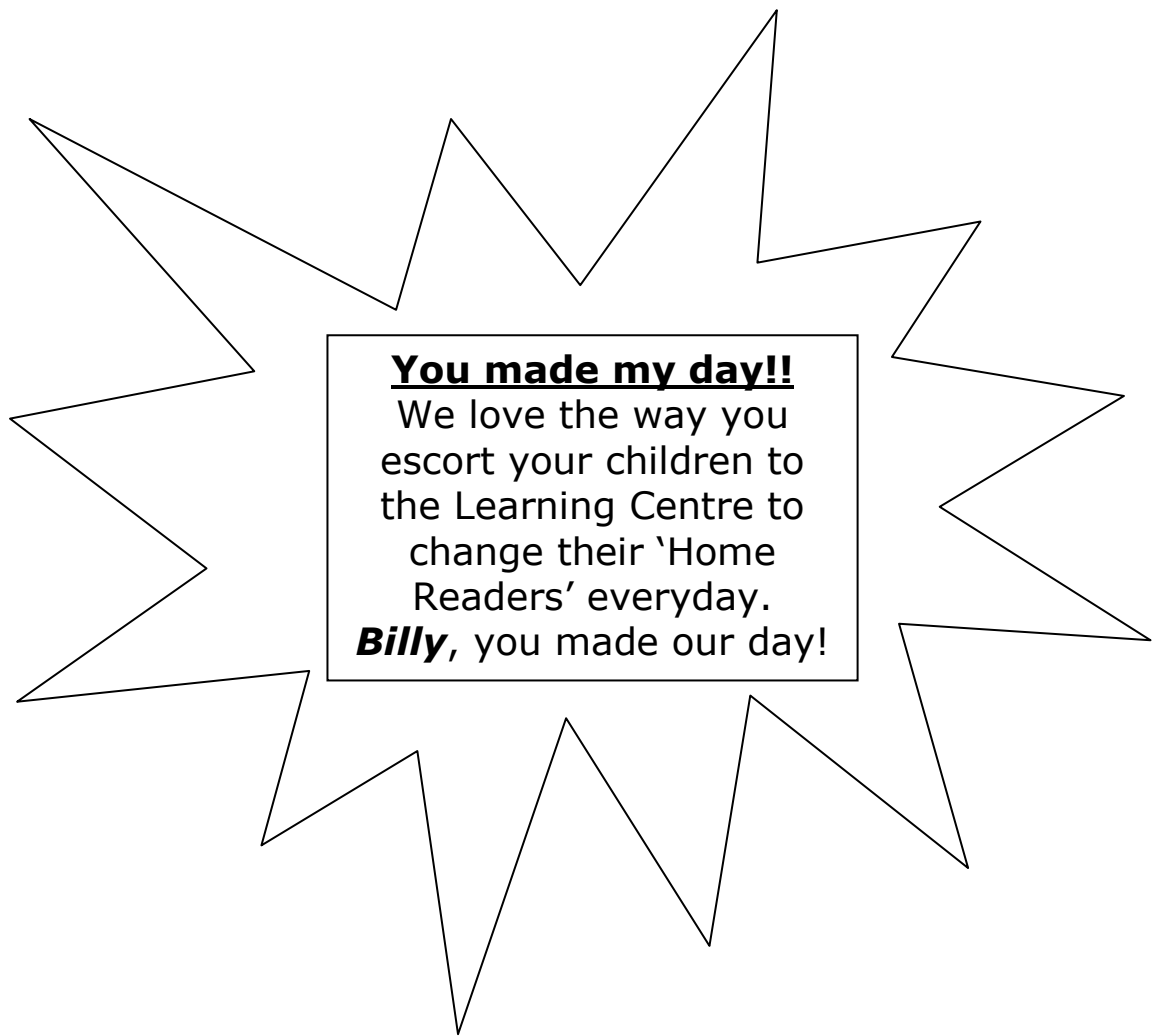 You made my day!!
We love the way you
escort your children to
the Learning Centre to
change their ‘Home
Readers’ everyday.
Billy, you made our day!